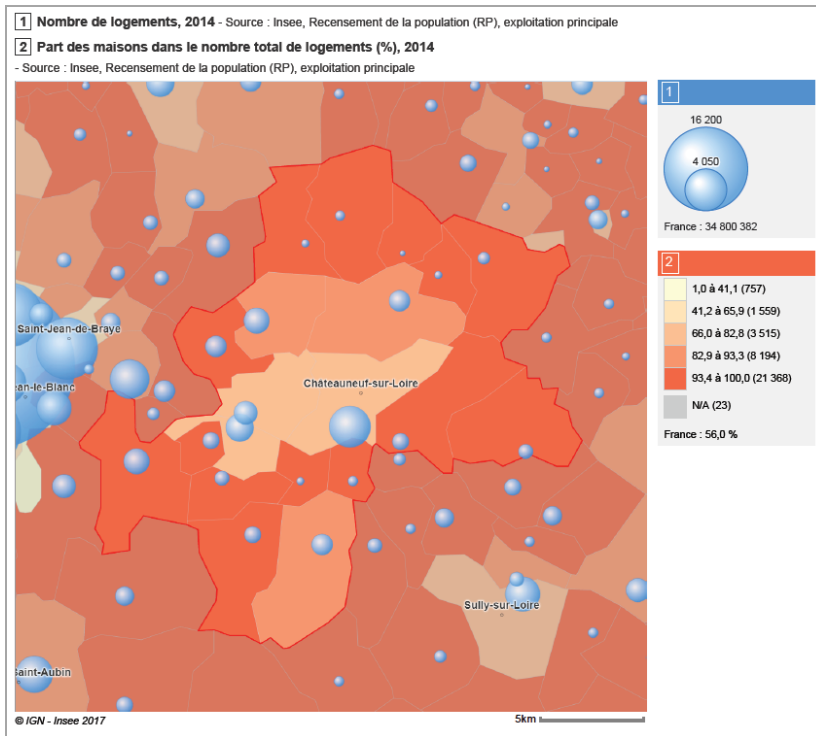 1 Nombre de logements, 2014 - Source : Insee, Recensement de la population (RP), exploitation principale
2 Part des maisons dans le nombre total de logements (%), 2014
- Source : Insee, Recensement de la population (RP), exploitation principale
1
16 200
4 050
France : 34 800 382
2
1,0 à 41,1 (757)
41,2 à 65,9 (1 559)
66,0 à 82,8 (3 515)
82,9 à 93,3 (8 194)
93,4 à 100,0 (21 368)
N/A (23)
France : 56,0 %
Saint-Jean-de-Braye
ean-le-Blanc
Châteauneuf-sur-Loire
Sully-sur-Loire
Saint-Aubin
© IGN - Insee 2017
5km